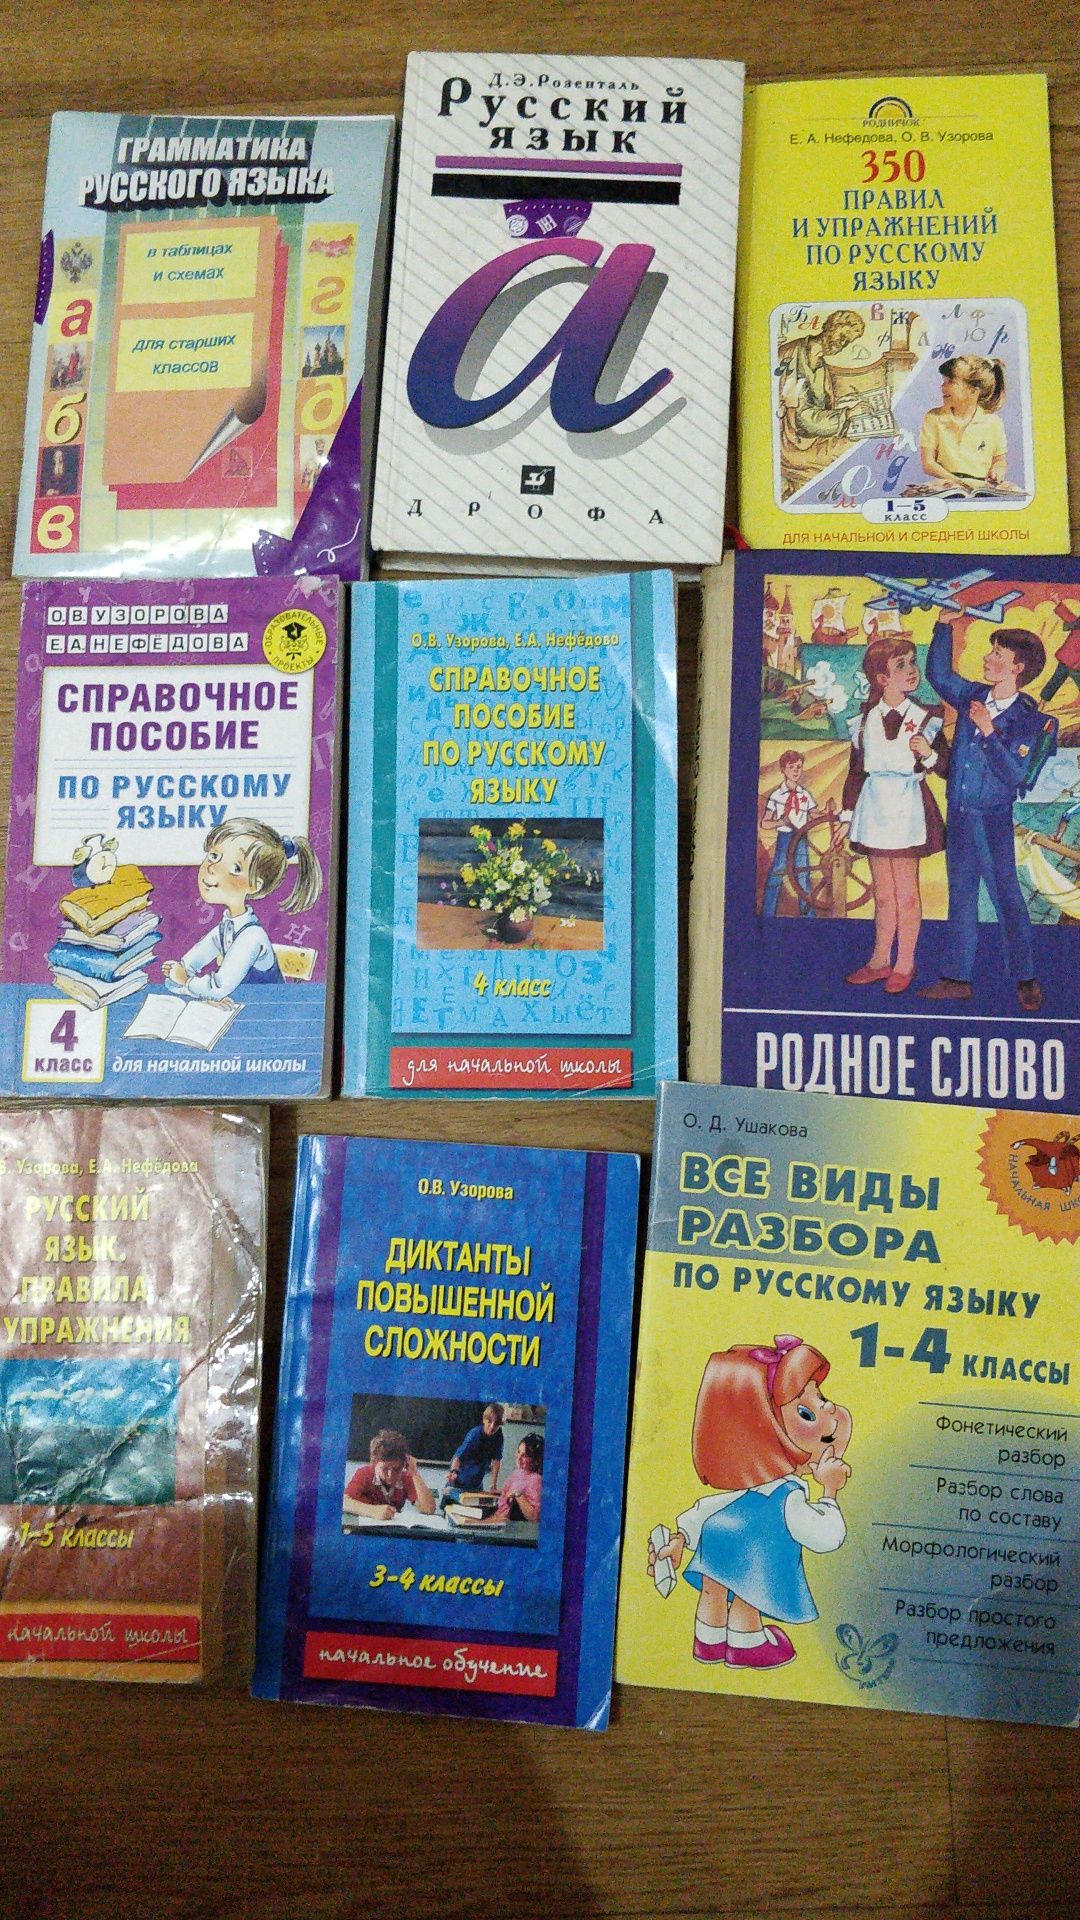 ГРАММАТИКА
РУССКОГО ЯЗЫКА
в таблицах
и схемах
для старших
классов
а
б
в
г
д
Д.Э.Розенталь
Русский
язык
а
ДРОФА
РОДНИЧОК
Е. А. Нефедова, О. В. Узорова
350
ПРАВИЛ
И УПРАЖНЕНИЙ
ПО РУССКОМУ
ЯЗЫКУ
1—5
КЛАСС
ДЛЯ НАЧАЛЬНОЙ И СРЕДНЕЙ ШКОЛЫ
О.В. УЗОРОВА
Е.А. НЕФЁДОВА
ОБРАЗОВАТЕЛЬНЫЕ
ПРОЕКТЫ
СПРАВОЧНОЕ
ПОСОБИЕ
ПО РУССКОМУ
ЯЗЫКУ
4
класс
для начальной школы
О.В. Узорова, Е.А. Нефёдова
СПРАВОЧНОЕ
ПОСОБИЕ
ПО РУССКОМУ
ЯЗЫКУ
4 класс
для начальной школы
РОДНОЕ СЛОВО
Узорова, Е.А. Нефёдова
РУССКИЙ
ЯЗЫК.
ПРАВИЛА
УПРАЖНЕНИЯ
1-5 классы
начальной школы
О.В. Узорова
ДИКТАНТЫ
ПОВЫШЕННОЙ
СЛОЖНОСТИ
3-4 классы
начальное обучение
О. Д. Ушакова
НАЧАЛЬНАЯ
ВСЕ ВИДЫ
РАЗБОРА
ПО РУССКОМУ ЯЗЫКУ
1-4 КЛАССЫ
Фонетический
разбор
Разбор слова
по составу
Морфологический
разбор
Разбор простого
предложения